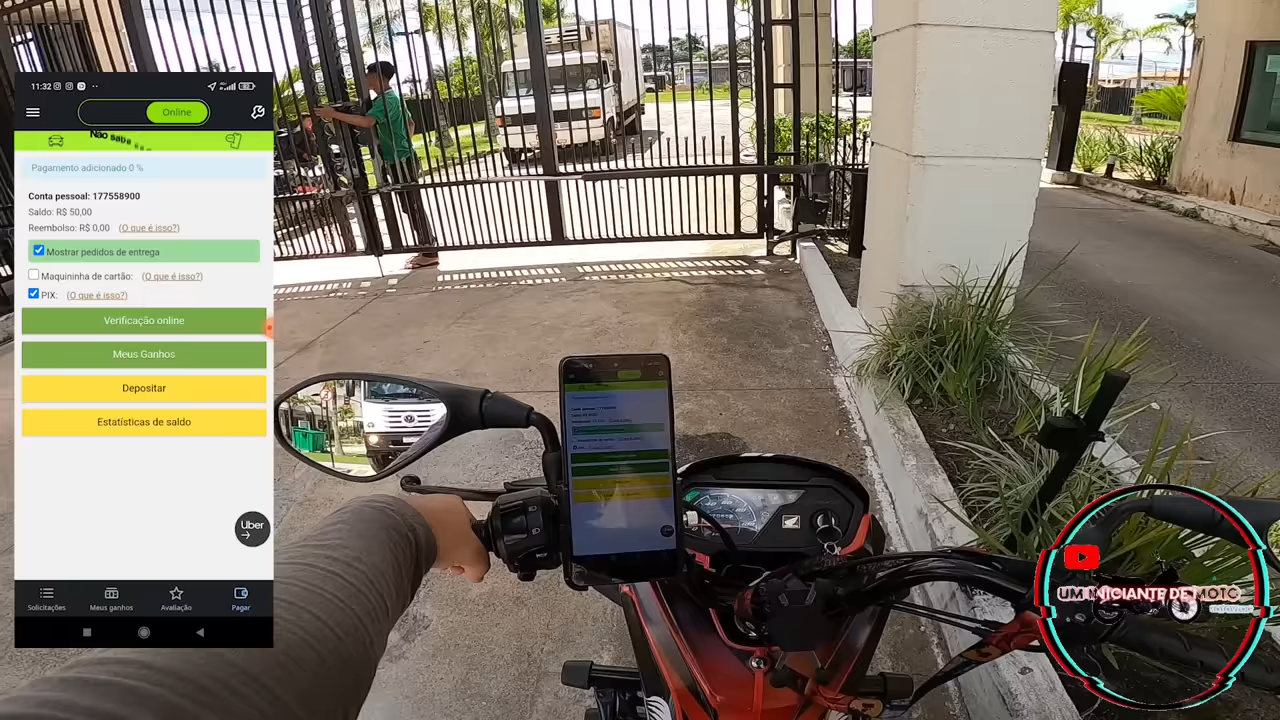 11:32
Online
Não sabe
Pagamento adicionado 0 %
Conta pessoal: 177558900
Saldo: R$ 50,00
Reembolso: R$ 0,00 (O que é isso?)
Mostrar pedidos de entrega
Maquininha de cartão: (O que é isso?)
PIX: (O que é isso?)
Verificação online
Meus Ganhos
Depositar
Estatísticas de saldo
Uber
Solicitações
Meus ganhos
Avaliação
Pagar
UM INICIANTE DE MOTO